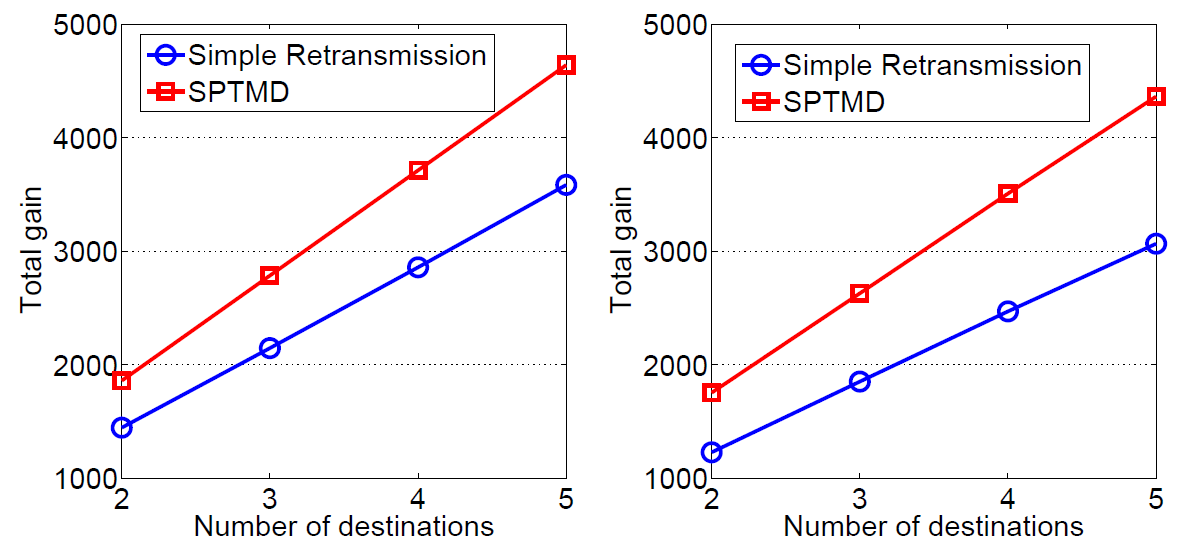 5000
4000
3000
2000
1000
Total gain
Simple Retransmission
SPTMD
2 3 4 5
Number of destinations
5000
4000
3000
2000
1000
Total gain
Simple Retransmission
SPTMD
2 3 4 5
Number of destinations